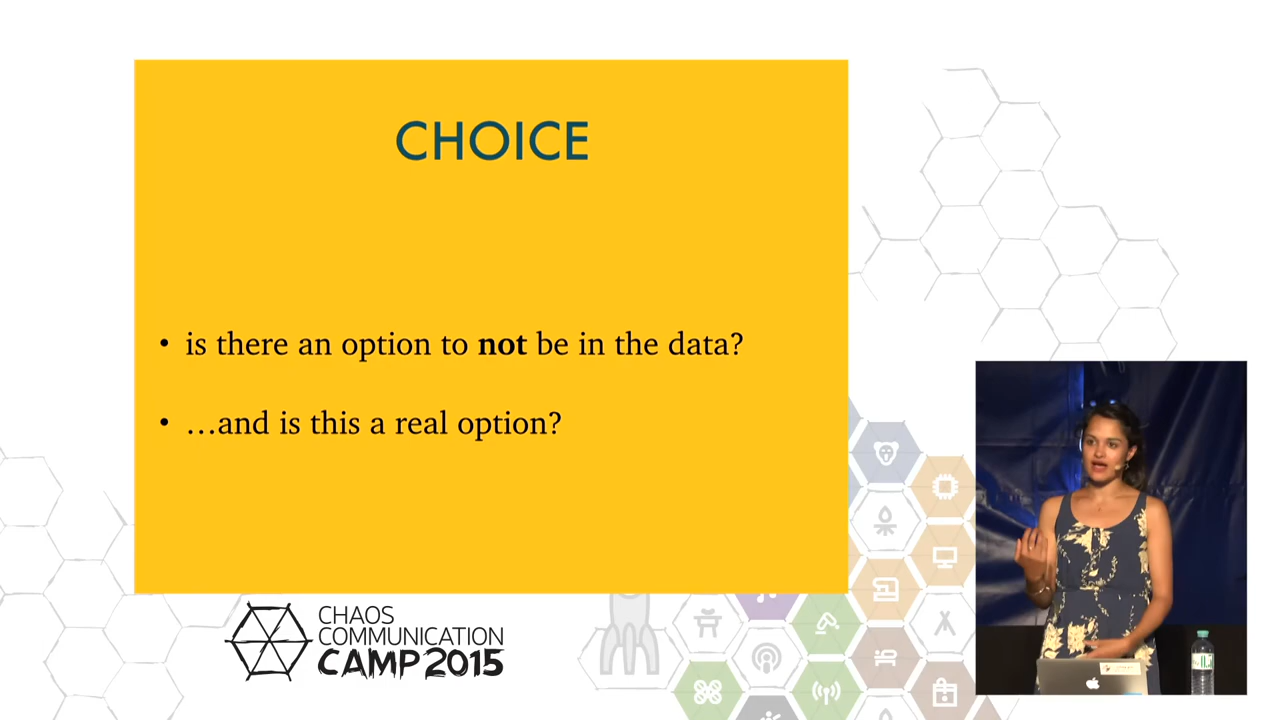 CHOICE
• is there an option to not be in the data?
• …and is this a real option?
CHAOS
COMMUNICATION
CAMP 2015